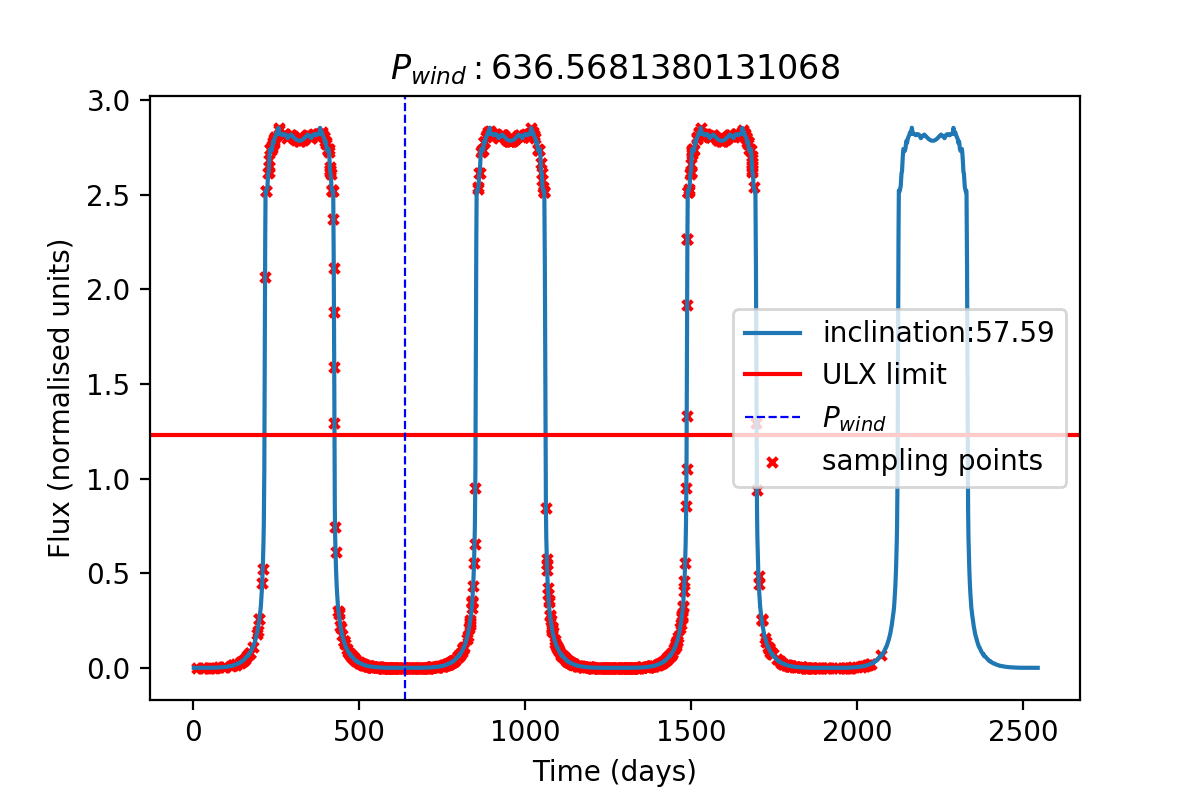 P_wind : 636.5681380131068
3.0
2.5
2.0
1.5
1.0
0.5
0.0
Flux (normalised units)
inclination:57.59
ULX limit
P_wind
sampling points
0 500 1000 1500 2000 2500
Time (days)